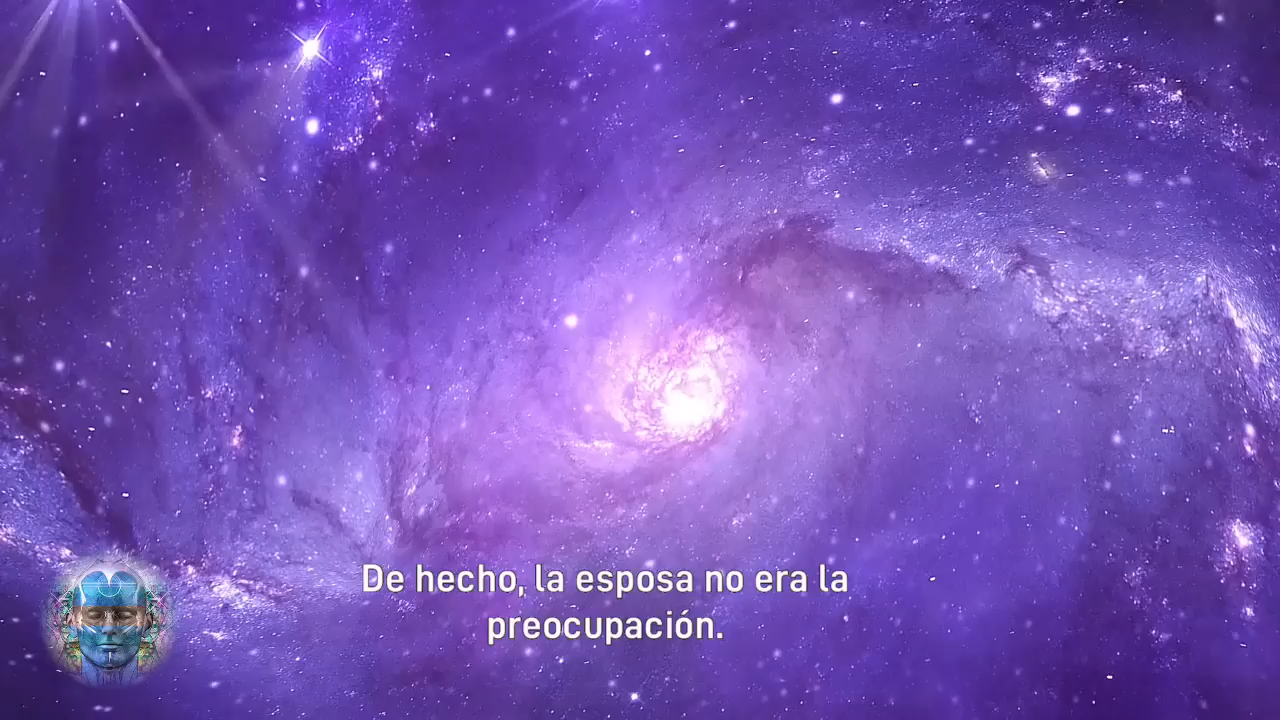 De hecho, la esposa no era la
preocupación.